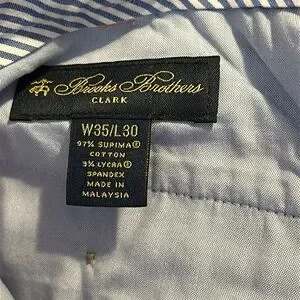 Brooks Brothers
CLARK
W35/L30
97% SUPIMA®
COTTON
3% LYCRA®
SPANDEX
MADE IN
MALAYSIA